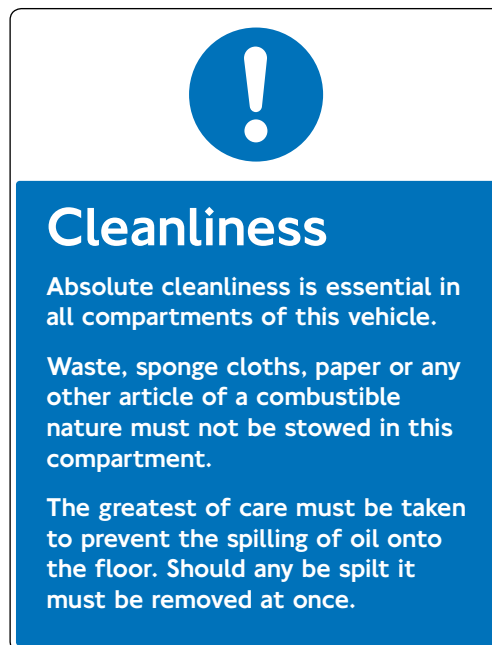 Cleanliness
Absolute cleanliness is essential in
all compartments of this vehicle.
Waste, sponge cloths, paper or any
other article of a combustible
nature must not be stowed in this
compartment.
The greatest of care must be taken
to prevent the spilling of oil onto
the floor. Should any be spilt it
must be removed at once.